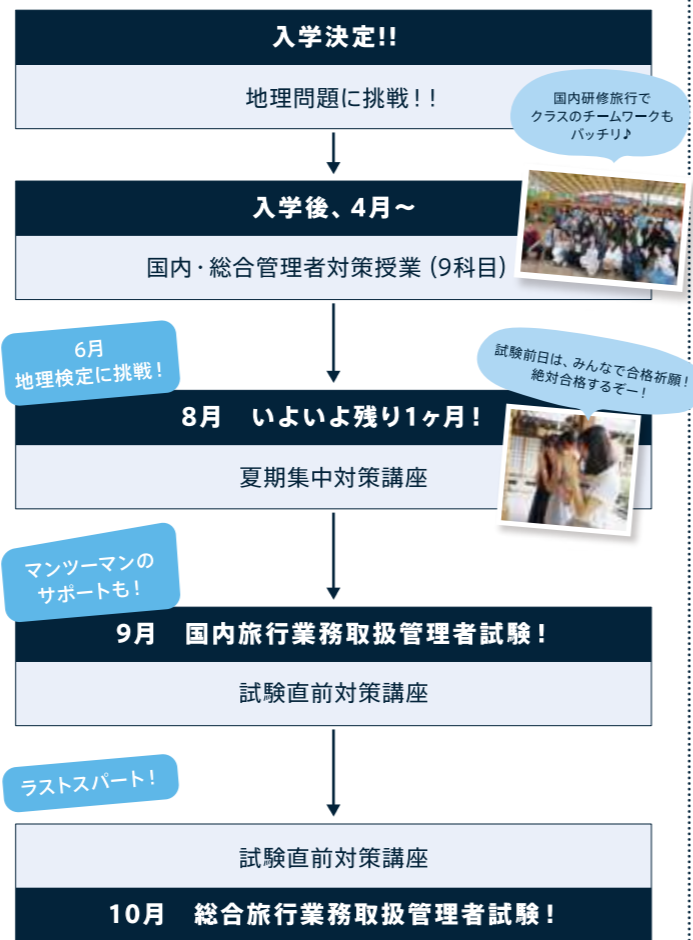 入学決定!!
地理問題に挑戦！！
国内研修旅行で
クラスのチームワークも
バッチリ♪
入学後、4月〜
国内・総合管理者対策授業 (9科目)
6月
地理検定に挑戦！
試験前日は、みんなで合格祈願！
絶対合格するぞー！
8月　いよいよ残り1ヶ月！
夏期集中対策講座
マンツーマンの
サポートも！
9月　国内旅行業務取扱管理者試験！
試験直前対策講座
ラストスパート！
試験直前対策講座
10月　総合旅行業務取扱管理者試験！